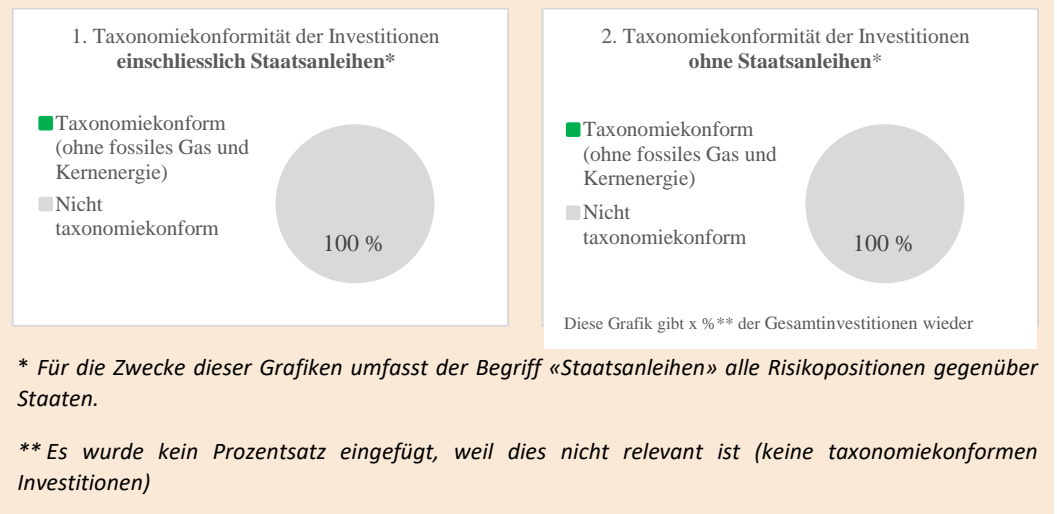 1. Taxonomiekonformität der Investitionen
einschliesslich Staatsanleihen*
Taxonomiekonform
(ohne fossiles Gas und
Kernenergie)
Nicht
taxonomiekonform
100 %
2. Taxonomiekonformität der Investitionen
ohne Staatsanleihen*
Taxonomiekonform
(ohne fossiles Gas und
Kernenergie)
Nicht
taxonomiekonform
100 %
Diese Grafik gibt x %** der Gesamtinvestitionen wieder
* Für die Zwecke dieser Grafiken umfasst der Begriff «Staatsanleihen» alle Risikopositionen gegenüber
Staaten.
** Es wurde kein Prozentsatz eingefügt, weil dies nicht relevant ist (keine taxonomiekonformen
Investitionen)